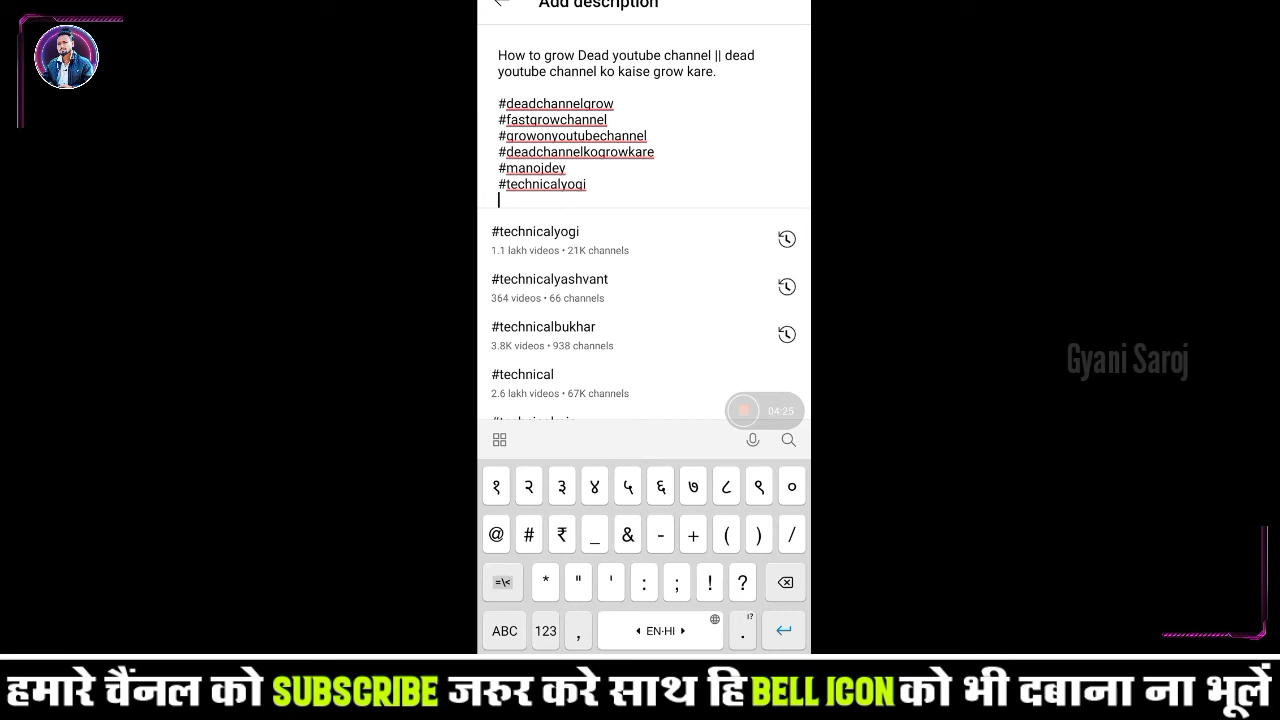 Add description
How to grow Dead youtube channel || dead
youtube channel ko kaise grow kare.
#deadchannelgrow
#fastgrowchannel
#growonyoutubechannel
#deadchannelkogrowkare
#manojdev
#technicalyogi
#technicalyogi
1.1 lakh videos • 21K channels
#technicalyashvant
364 videos • 66 channels
#technicalbukhar
3.8K videos • 938 channels
#technical
2.6 lakh videos • 67K channels
04:25
Gyani Saroj
१ २ ३ ४ ५ ६ ७ ८ ९ ०
@ # ₹ _ & - + ( ) /
=\< * " ' : ; ! ?
ABC 123 , EN·HI . !?
हमारे चैंनल को SUBSCRIBE जरुर करे साथ हि BELL ICON को भी दबाना ना भूलें